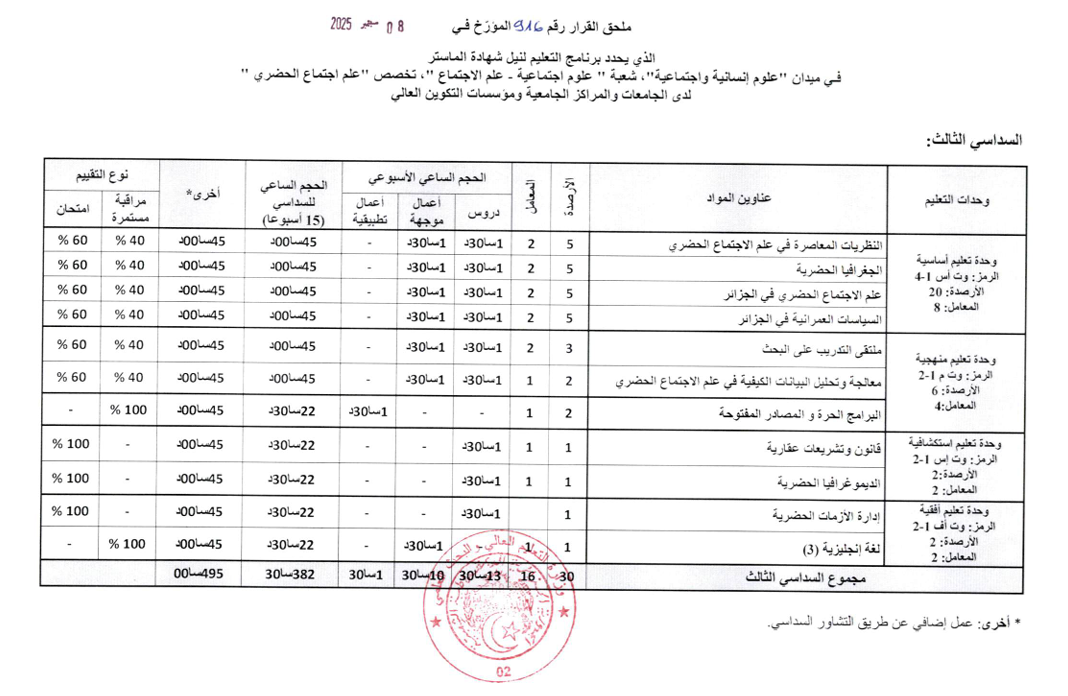 ملحق القرار رقم 916 المؤرّخ في 08 سبتمبر 2025
الذي يحدد برنامج التعليم لنيل شهادة الماستر
في ميدان "علوم إنسانية واجتماعية"، شعبة " علوم اجتماعية - علم الاجتماع "، تخصص "علم اجتماع الحضري "
لدى الجامعات والمراكز الجامعية ومؤسسات التكوين العالي
السداسي الثالث:
وحدات التعليم | عناوين المواد | الأرصدة | المعامل | الحجم الساعي الأسبوعي | الحجم الساعي للسداسي (15 أسبوعا) | أخرى* | نوع التقييم
دروس | أعمال موجهة | أعمال تطبيقية | مراقبة مستمرة | امتحان
وحدة تعليم أساسية
الرمز: وت أس 1-4
الأرصدة: 20
المعامل: 8
النظريات المعاصرة في علم الاجتماع الحضري | 5 | 2 | 1سا30د | 1سا30د | - | 45سا00د | 45سا00د | 40 % | 60 %
الجغرافيا الحضرية | 5 | 2 | 1سا30د | 1سا30د | - | 45سا00د | 45سا00د | 40 % | 60 %
علم الاجتماع الحضري في الجزائر | 5 | 2 | 1سا30د | 1سا30د | - | 45سا00د | 45سا00د | 40 % | 60 %
السياسات العمرانية في الجزائر | 5 | 2 | 1سا30د | 1سا30د | - | 45سا00د | 45سا00د | 40 % | 60 %
وحدة تعليم منهجية
الرمز: وت م 1-2
الأرصدة: 6
المعامل:4
ملتقى التدريب على البحث | 3 | 2 | 1سا30د | 1سا30د | - | 45سا00د | 45سا00د | 40 % | 60 %
معالجة وتحليل البيانات الكيفية في علم الاجتماع الحضري | 2 | 1 | 1سا30د | 1سا30د | - | 45سا00د | 45سا00د | 40 % | 60 %
البرامج الحرة و المصادر المفتوحة | 2 | 1 | - | - | 1سا30د | 22سا30د | 45سا00د | 100 % | -
وحدة تعليم استكشافية
الرمز: وت إس 1-2
الأرصدة:2
المعامل: 2
قانون وتشريعات عقارية | 1 | 1 | 1سا30د | - | - | 22سا30د | 45سا00د | - | 100 %
الديموغرافيا الحضرية | 1 | 1 | 1سا30د | - | - | 22سا30د | 45سا00د | - | 100 %
وحدة تعليم أفقية
الرمز: وت أف 1-2
الأرصدة: 2
المعامل: 2
إدارة الأزمات الحضرية | 1 | 1سا30د | - | 22سا30د | 45سا00د | - | 100 %
لغة إنجليزية (3) | 1 | 1 | 1سا30د | - | 22سا30د | 45سا00د | 100 % | -
مجموع السداسي الثالث | 30 | 16 | 13سا30 | 10سا30 | 1سا30 | 382سا30 | 495سا00
* أخرى: عمل إضافي عن طريق التشاور السداسي.
وزارة التعليم العالي و البحث العلمي
02